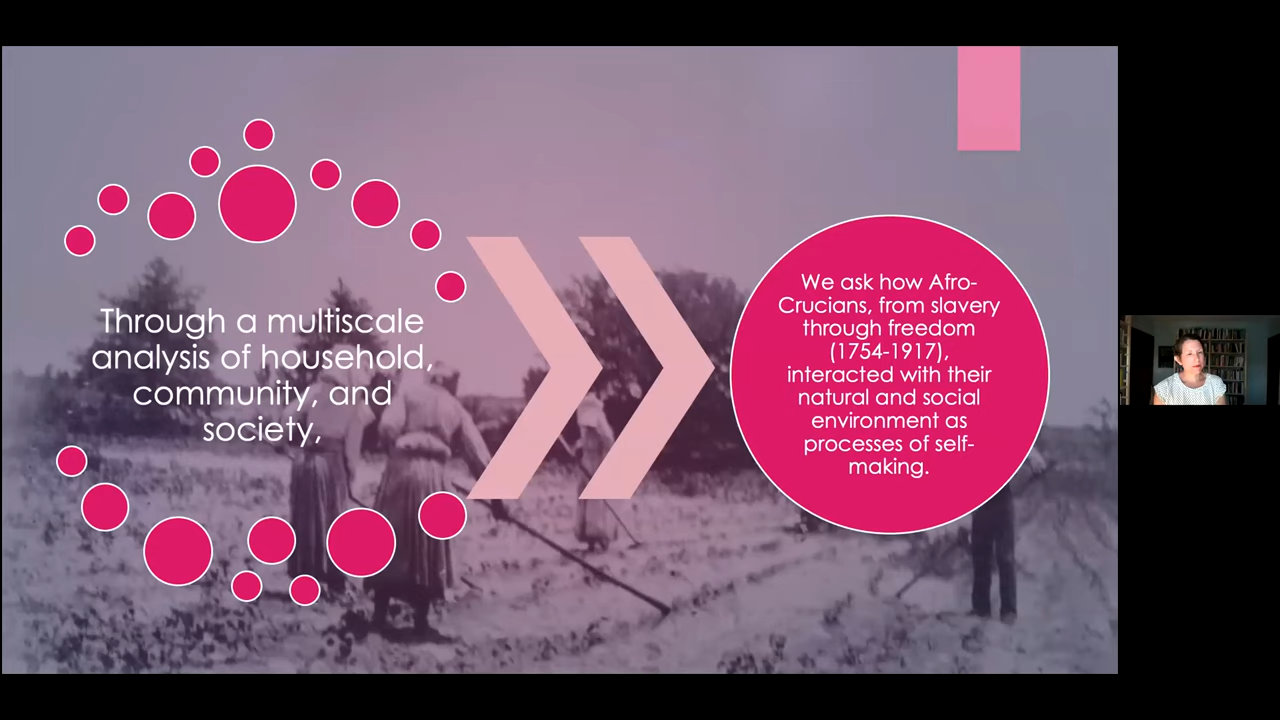 Through a multiscale
analysis of household,
community, and
society,
We ask how Afro-
Crucians, from slavery
through freedom
(1754-1917),
interacted with their
natural and social
environment as
processes of self-
making.